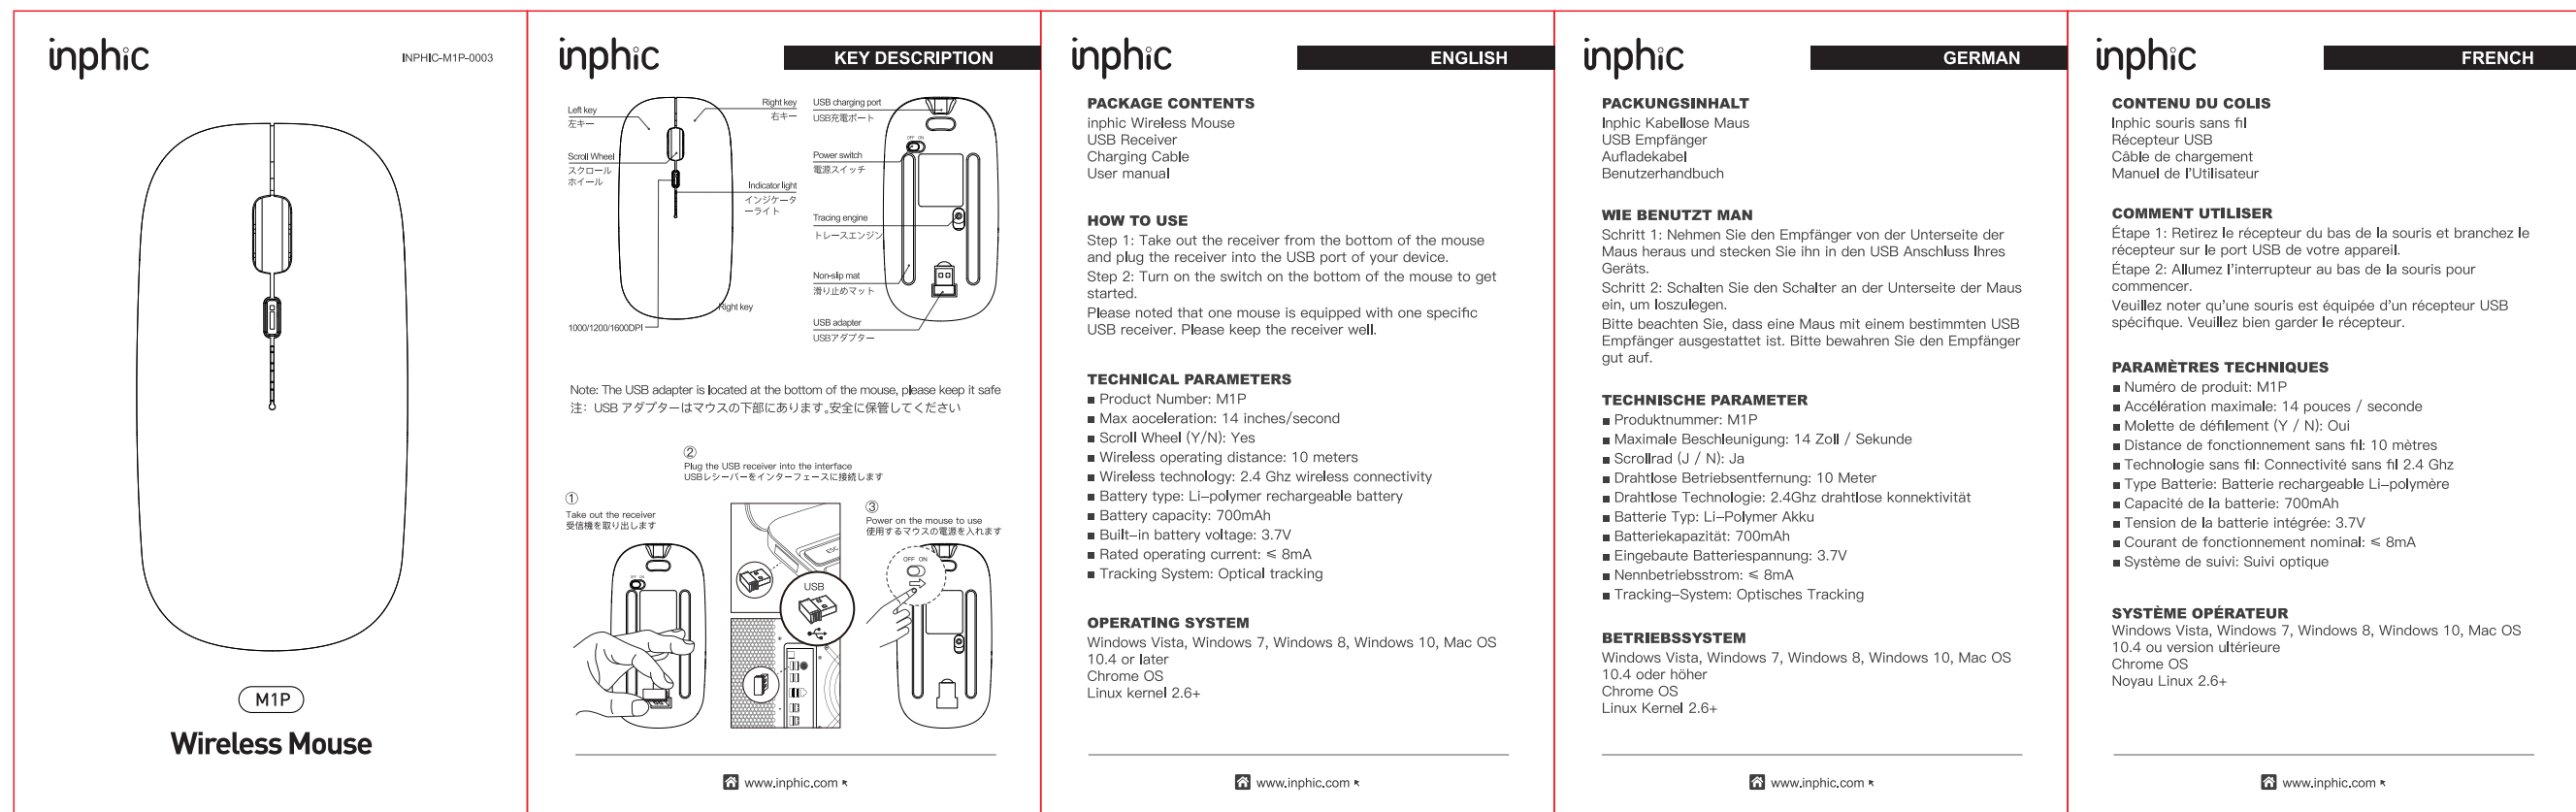 inphic
INPHIC-M1P-0003
M1P
Wireless Mouse
inphic
KEY DESCRIPTION
Left key
左キー
Right key
右キー
Scroll Wheel
スクロール
ホイール
Indicator light
インジケータ
ーライト
Right key
1000/1200/1600DPI
USB charging port
USB充電ポート
OFF ON
Power switch
電源スイッチ
Tracing engine
トレースエンジン
Non-slip mat
滑り止めマット
USB adapter
USBアダプター
Note: The USB adapter is located at the bottom of the mouse, please keep it safe
注: USB アダプターはマウスの下部にあります。安全に保管してください
①
Take out the receiver
受信機を取り出します
OFF ON
②
Plug the USB receiver into the interface
USBレシーバーをインターフェースに接続します
ESC
USB
③
Power on the mouse to use
使用するマウスの電源を入れます
OFF ON
www.inphic.com
inphic
ENGLISH
PACKAGE CONTENTS
inphic Wireless Mouse
USB Receiver
Charging Cable
User manual
HOW TO USE
Step 1: Take out the receiver from the bottom of the mouse
and plug the receiver into the USB port of your device.
Step 2: Turn on the switch on the bottom of the mouse to get
started.
Please noted that one mouse is equipped with one specific
USB receiver. Please keep the receiver well.
TECHNICAL PARAMETERS
■ Product Number: M1P
■ Max aoceleration: 14 inches/second
■ Scroll Wheel (Y/N): Yes
■ Wireless operating distance: 10 meters
■ Wireless technology: 2.4 Ghz wireless connectivity
■ Battery type: Li-polymer rechargeable battery
■ Battery capacity: 700mAh
■ Built-in battery voltage: 3.7V
■ Rated operating current: ≤ 8mA
■ Tracking System: Optical tracking
OPERATING SYSTEM
Windows Vista, Windows 7, Windows 8, Windows 10, Mac OS
10.4 or later
Chrome OS
Linux kernel 2.6+
www.inphic.com
inphic
GERMAN
PACKUNGSINHALT
Inphic Kabellose Maus
USB Empfänger
Aufladekabel
Benutzerhandbuch
WIE BENUTZT MAN
Schritt 1: Nehmen Sie den Empfänger von der Unterseite der
Maus heraus und stecken Sie ihn in den USB Anschluss Ihres
Geräts.
Schritt 2: Schalten Sie den Schalter an der Unterseite der Maus
ein, um loszulegen.
Bitte beachten Sie, dass eine Maus mit einem bestimmten USB
Empfänger ausgestattet ist. Bitte bewahren Sie den Empfänger
gut auf.
TECHNISCHE PARAMETER
■ Produktnummer: M1P
■ Maximale Beschleunigung: 14 Zoll / Sekunde
■ Scrollrad (J / N): Ja
■ Drahtlose Betriebsentfernung: 10 Meter
■ Drahtlose Technologie: 2.4Ghz drahtlose konnektivität
■ Batterie Typ: Li-Polymer Akku
■ Batteriekapazität: 700mAh
■ Eingebaute Batteriespannung: 3.7V
■ Nennbetriebsstrom: ≤ 8mA
■ Tracking-System: Optisches Tracking
BETRIEBSSYSTEM
Windows Vista, Windows 7, Windows 8, Windows 10, Mac OS
10.4 oder höher
Chrome OS
Linux Kernel 2.6+
www.inphic.com
inphic
FRENCH
CONTENU DU COLIS
Inphic souris sans fil
Récepteur USB
Câble de chargement
Manuel de l'Utilisateur
COMMENT UTILISER
Étape 1: Retirez le récepteur du bas de la souris et branchez le
récepteur sur le port USB de votre appareil.
Étape 2: Allumez l'interrupteur au bas de la souris pour
commencer.
Veuillez noter qu'une souris est équipée d'un récepteur USB
spécifique. Veuillez bien garder le récepteur.
PARAMÈTRES TECHNIQUES
■ Numéro de produit: M1P
■ Accélération maximale: 14 pouces / seconde
■ Molette de défilement (Y / N): Oui
■ Distance de fonctionnement sans fil: 10 mètres
■ Technologie sans fil: Connectivité sans fil 2.4 Ghz
■ Type Batterie: Batterie rechargeable Li-polymère
■ Capacité de la batterie: 700mAh
■ Tension de la batterie intégrée: 3.7V
■ Courant de fonctionnement nominal: ≤ 8mA
■ Système de suivi: Suivi optique
SYSTÈME OPÉRATEUR
Windows Vista, Windows 7, Windows 8, Windows 10, Mac OS
10.4 ou version ultérieure
Chrome OS
Noyau Linux 2.6+
www.inphic.com